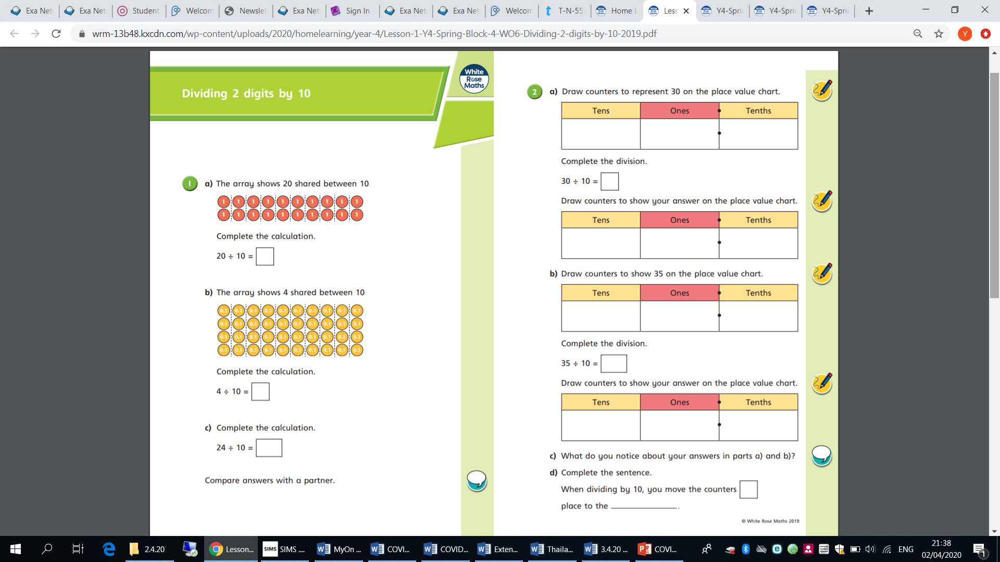 Exa Net
Exa Net
Student
Welcom
Newslet
Exa Net
Sign In -
Exa Net
Exa Net
Welcom
T-N-557
Home L
Less
Y4-Sprin
Y4-Sprin
Y4-Sprin
wrm-13b48.kxcdn.com/wp-content/uploads/2020/homelearning/year-4/Lesson-1-Y4-Spring-Block-4-WO6-Dividing-2-digits-by-10-2019.pdf
Y
Dividing 2 digits by 10
White
Rose
Maths
1
a) The array shows 20 shared between 10
1 1 1 1 1 1 1 1 1 1
1 1 1 1 1 1 1 1 1 1
Complete the calculation.
20 ÷ 10 =
b) The array shows 4 shared between 10
0.1 0.1 0.1 0.1 0.1 0.1 0.1 0.1 0.1 0.1
0.1 0.1 0.1 0.1 0.1 0.1 0.1 0.1 0.1 0.1
0.1 0.1 0.1 0.1 0.1 0.1 0.1 0.1 0.1 0.1
0.1 0.1 0.1 0.1 0.1 0.1 0.1 0.1 0.1 0.1
Complete the calculation.
4 ÷ 10 =
c) Complete the calculation.
24 ÷ 10 =
Compare answers with a partner.
2
a) Draw counters to represent 30 on the place value chart.
Tens Ones Tenths
Complete the division.
30 ÷ 10 =
Draw counters to show your answer on the place value chart.
Tens Ones Tenths
b) Draw counters to show 35 on the place value chart.
Tens Ones Tenths
Complete the division.
35 ÷ 10 =
Draw counters to show your answer on the place value chart.
Tens Ones Tenths
c) What do you notice about your answers in parts a) and b)?
d) Complete the sentence.
When dividing by 10, you move the counters
place to the ____________.
© White Rose Maths 2019
2.4.20
Lesson...
SIMS SIMS ....
MyOn ...
COVI...
COVID...
Exten...
Thaila...
3.4.20 ...
COVI...
ENG
21:38
02/04/2020
1